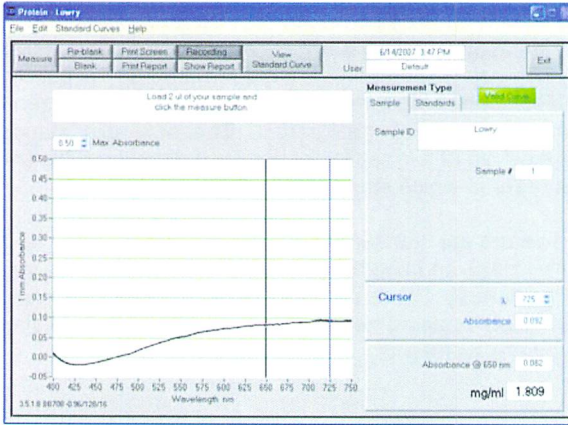 Protein - Lowry
File Edit Standard Curves Help
Measure
Re-blank
Print Screen
Recording
View
Standard Curve
Blank
Print Report
Show Report
User
6/14/2007 3:47 PM
Default
Exit
Load 2 ul of your sample and
click the measure button
Measurement Type
Sample
Standards
Valid Curve
0.50 Max Absorbance
Sample ID
Lowry
Sample # 1
0.50
0.45
0.40
0.35
0.30
0.25
0.20
0.15
0.10
0.05
0.00
-0.05
1 mm Absorbance
400 425 450 475 500 525 550 575 600 625 650 675 700 725 750
Wavelength nm
Cursor
λ 725
Absorbance 0.092
Absorbance @ 650 nm 0.082
mg/ml 1.809